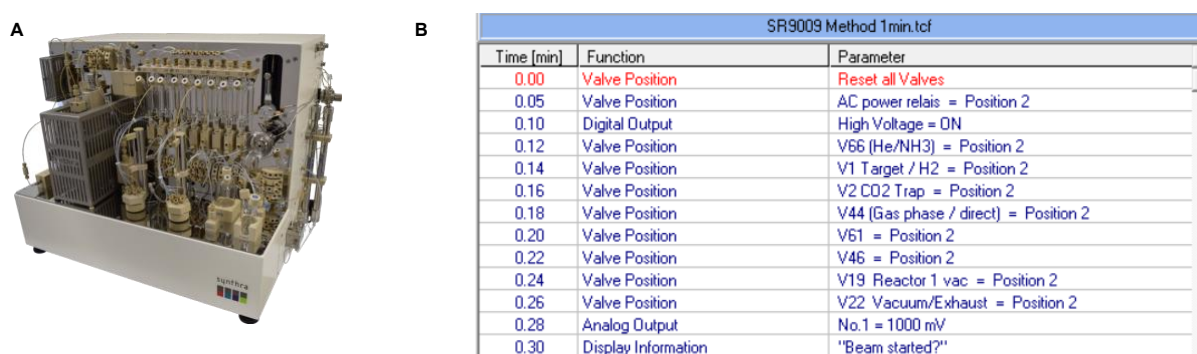 A
synthra
B
SR9009 Method 1min.tcf
Time [min] Function Parameter
0.00 Valve Position Reset all Valves
0.05 Valve Position AC power relais = Position 2
0.10 Digital Output High Voltage = ON
0.12 Valve Position V66 (He/NH3) = Position 2
0.14 Valve Position V1 Target / H2 = Position 2
0.16 Valve Position V2 CO2 Trap = Position 2
0.18 Valve Position V44 (Gas phase / direct) = Position 2
0.20 Valve Position V61 = Position 2
0.22 Valve Position V46 = Position 2
0.24 Valve Position V19 Reactor 1 vac = Position 2
0.26 Valve Position V22 Vacuum/Exhaust = Position 2
0.28 Analog Output No.1 = 1000 mV
0.30 Display Information "Beam started?"